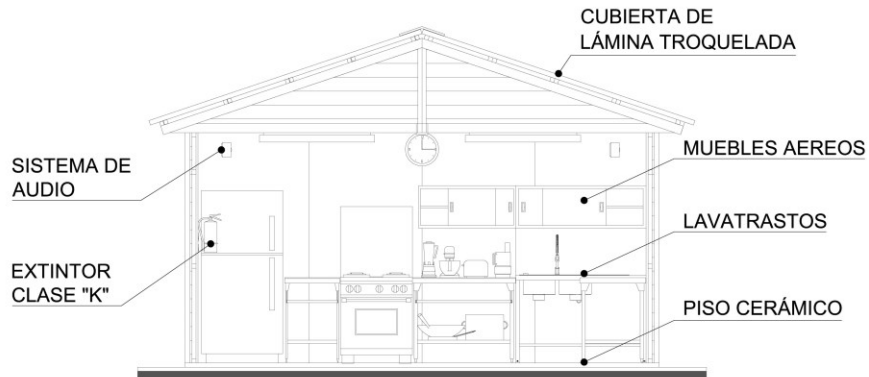 CUBIERTA DE
LÁMINA TROQUELADA
SISTEMA DE
AUDIO
MUEBLES AEREOS
LAVATRASTOS
EXTINTOR
CLASE "K"
PISO CERÁMICO